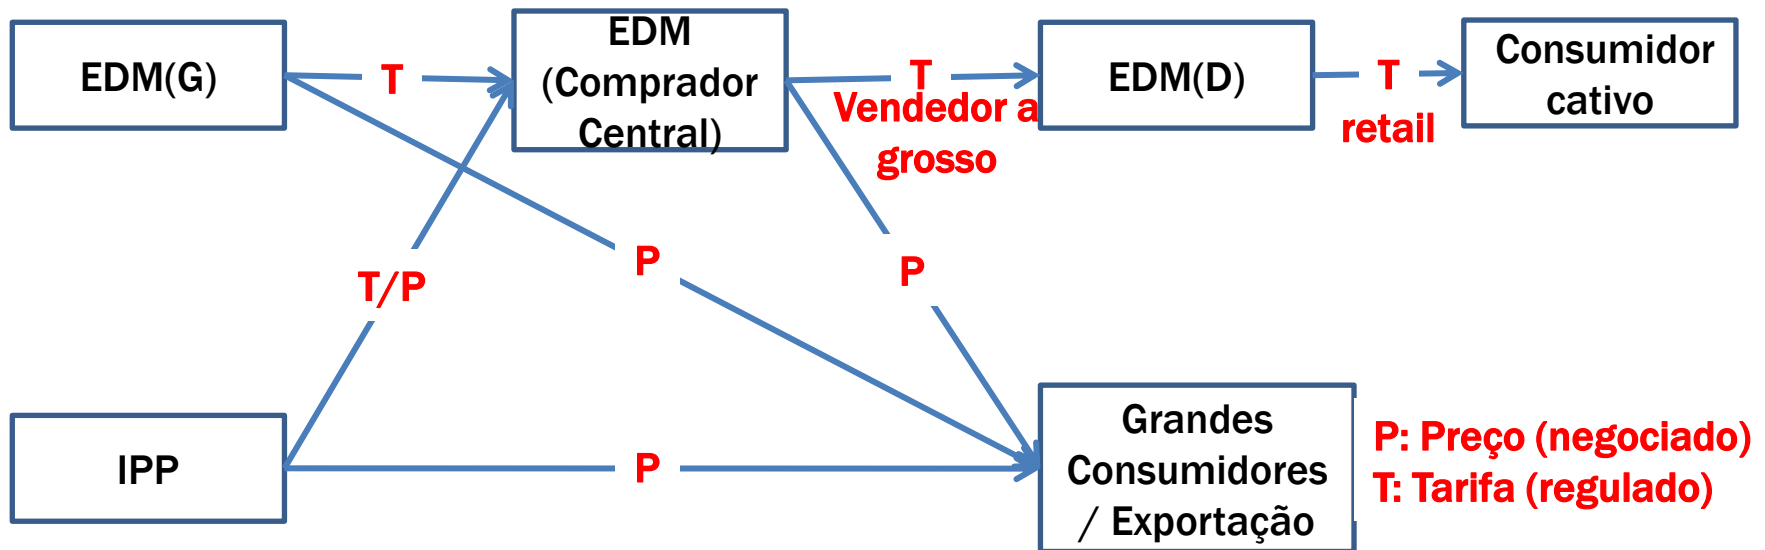 EDM(G)
T
EDM
(Comprador
Central)
T
Vendedor a
grosso
EDM(D)
T
retail
Consumidor
cativo
T/P
P
P
IPP
P
Grandes
Consumidores
/ Exportação
P: Preço (negociado)
T: Tarifa (regulado)